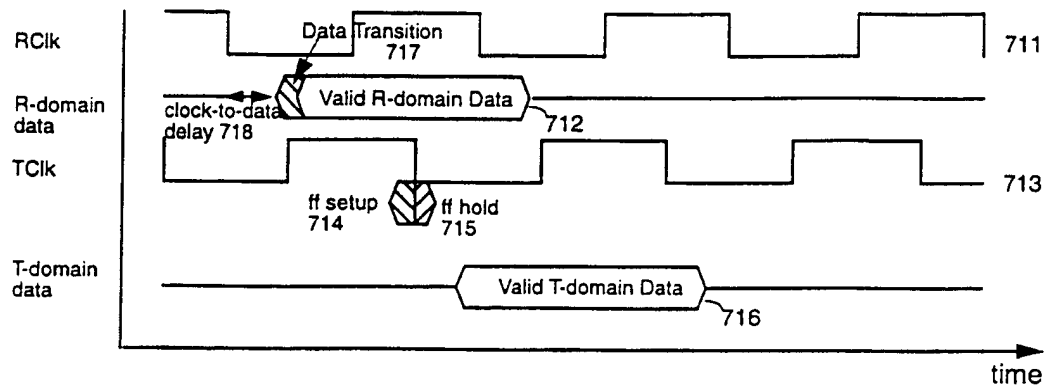 RClk
Data Transition
717
711
R-domain
data
clock-to-data
delay 718
Valid R-domain Data
712
TClk
713
ff setup
714
ff hold
715
T-domain
data
Valid T-domain Data
716
time